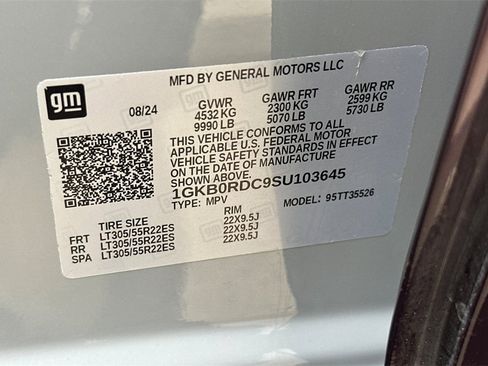 MFD BY GENERAL MOTORS LLC
gm
08/24
GVWR GAWR FRT GAWR RR
4532 KG 2300 KG 2599 KG
9990 LB 5070 LB 5730 LB
THIS VEHICLE CONFORMS TO ALL
APPLICABLE U.S. FEDERAL MOTOR
VEHICLE SAFETY STANDARDS IN EFFECT
ON THE DATE OF MANUFACTURE
SHOWN ABOVE.
1GKB0RDC9SU103645
TYPE: MPV MODEL: 95TT35526
TIRE SIZE RIM
FRT LT305/55R22ES 22X9.5J
RR LT305/55R22ES 22X9.5J
SPA LT305/55R22ES 22X9.5J